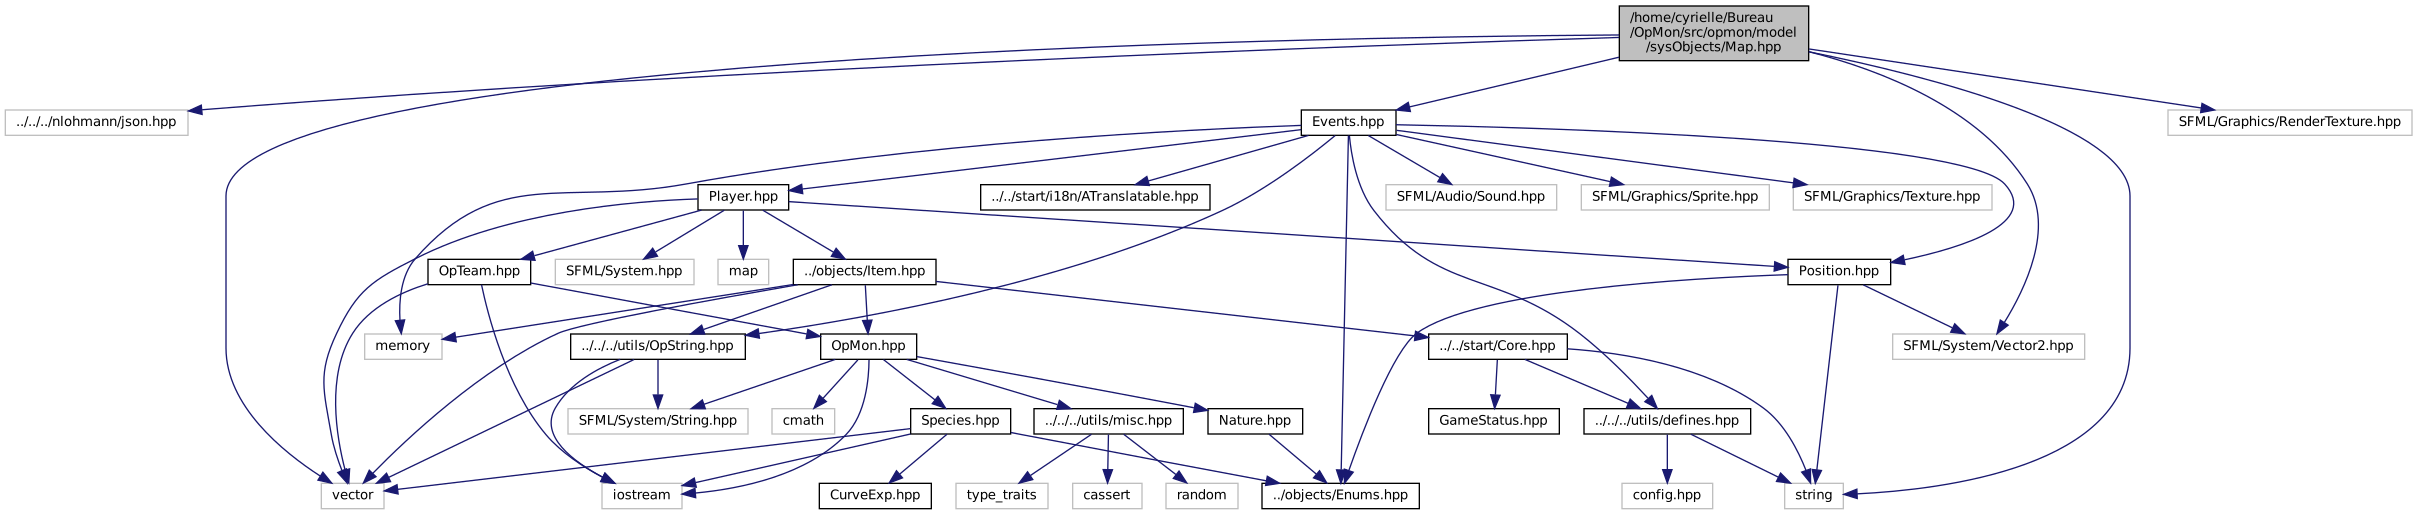 /home/cyrielle/Bureau
/OpMon/src/opmon/model
/sysObjects/Map.hpp
../../../nlohmann/json.hpp
Events.hpp
SFML/Graphics/RenderTexture.hpp
Player.hpp
../../start/i18n/ATranslatable.hpp
SFML/Audio/Sound.hpp
SFML/Graphics/Sprite.hpp
SFML/Graphics/Texture.hpp
OpTeam.hpp
SFML/System.hpp
map
../objects/Item.hpp
Position.hpp
memory
../../../utils/OpString.hpp
OpMon.hpp
../../start/Core.hpp
SFML/System/Vector2.hpp
SFML/System/String.hpp
cmath
Species.hpp
../../../utils/misc.hpp
Nature.hpp
GameStatus.hpp
../../../utils/defines.hpp
vector
iostream
CurveExp.hpp
type_traits
cassert
random
../objects/Enums.hpp
config.hpp
string